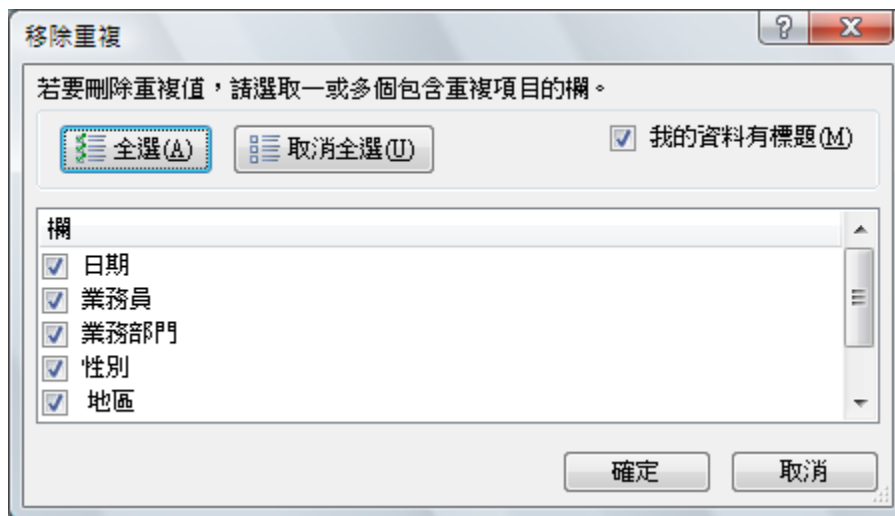 移除重複
若要刪除重複值，請選取一或多個包含重複項目的欄。
全選(A) 取消全選(U) 我的資料有標題(M)
欄
日期
業務員
業務部門
性別
地區
確定 取消